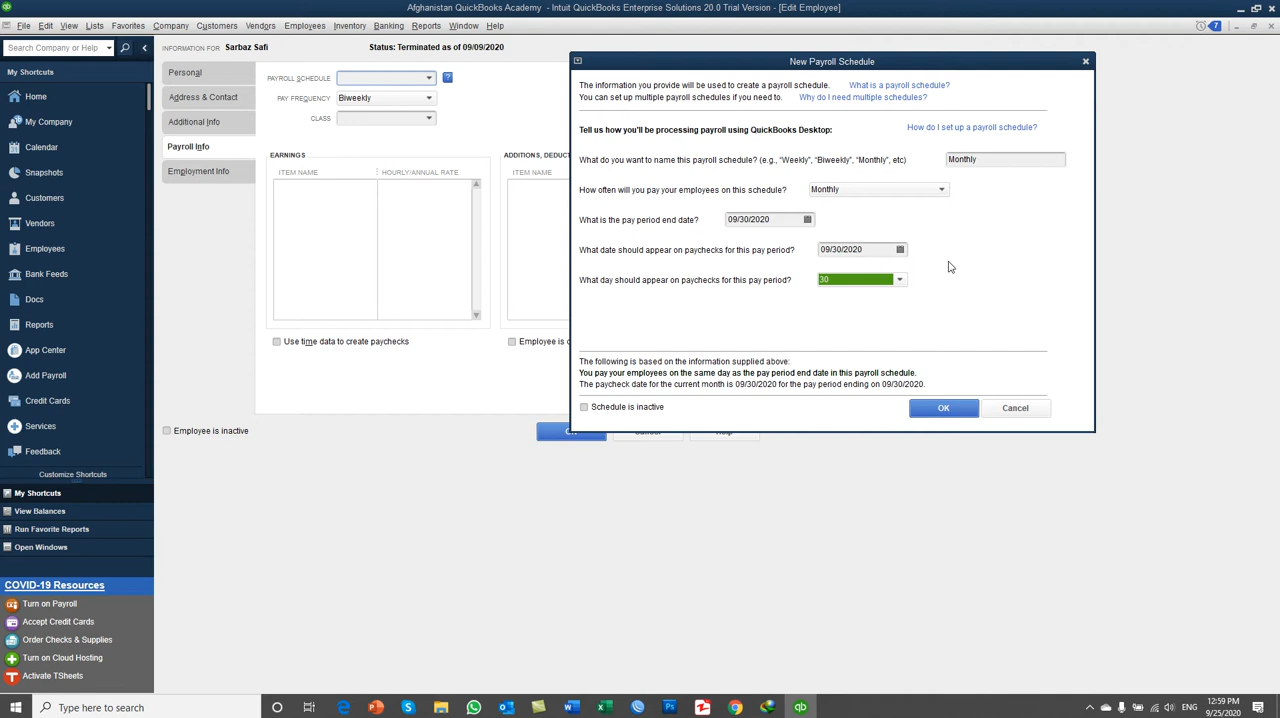 Afghanistan QuickBooks Academy - Intuit QuickBooks Enterprise Solutions 20.0 Trial Version - [Edit Employee]
File Edit View Lists Favorites Company Customers Vendors Employees Inventory Banking Reports Window Help
7
Search Company or Help
My Shortcuts
Home
My Company
Calendar
Snapshots
Customers
Vendors
Employees
Bank Feeds
Docs
Reports
App Center
Add Payroll
Credit Cards
Services
Feedback
Customize Shortcuts
My Shortcuts
View Balances
Run Favorite Reports
Open Windows
COVID-19 Resources
Turn on Payroll
Accept Credit Cards
Order Checks & Supplies
Turn on Cloud Hosting
Activate TSheets
INFORMATION FOR Sarbaz Safi Status: Terminated as of 09/09/2020
Personal
Address & Contact
Additional Info
Payroll Info
Employment Info
PAYROLL SCHEDULE
PAY FREQUENCY Biweekly
CLASS
EARNINGS
ITEM NAME HOURLY/ANNUAL RATE
ADDITIONS, DEDUCT
ITEM NAME
Use time data to create paychecks
Employee is c
Employee is inactive
New Payroll Schedule
The information you provide will be used to create a payroll schedule. What is a payroll schedule?
You can set up multiple payroll schedules if you need to. Why do I need multiple schedules?
Tell us how you'll be processing payroll using QuickBooks Desktop: How do I set up a payroll schedule?
What do you want to name this payroll schedule? (e.g., "Weekly", "Biweekly", "Monthly", etc) Monthly
How often will you pay your employees on this schedule? Monthly
What is the pay period end date? 09/30/2020
What date should appear on paychecks for this pay period? 09/30/2020
What day should appear on paychecks for this pay period? 30
The following is based on the information supplied above:
You pay your employees on the same day as the pay period end date in this payroll schedule.
The paycheck date for the current month is 09/30/2020 for the pay period ending on 09/30/2020.
Schedule is inactive
OK Cancel
Type here to search
12:59 PM
9/25/2020